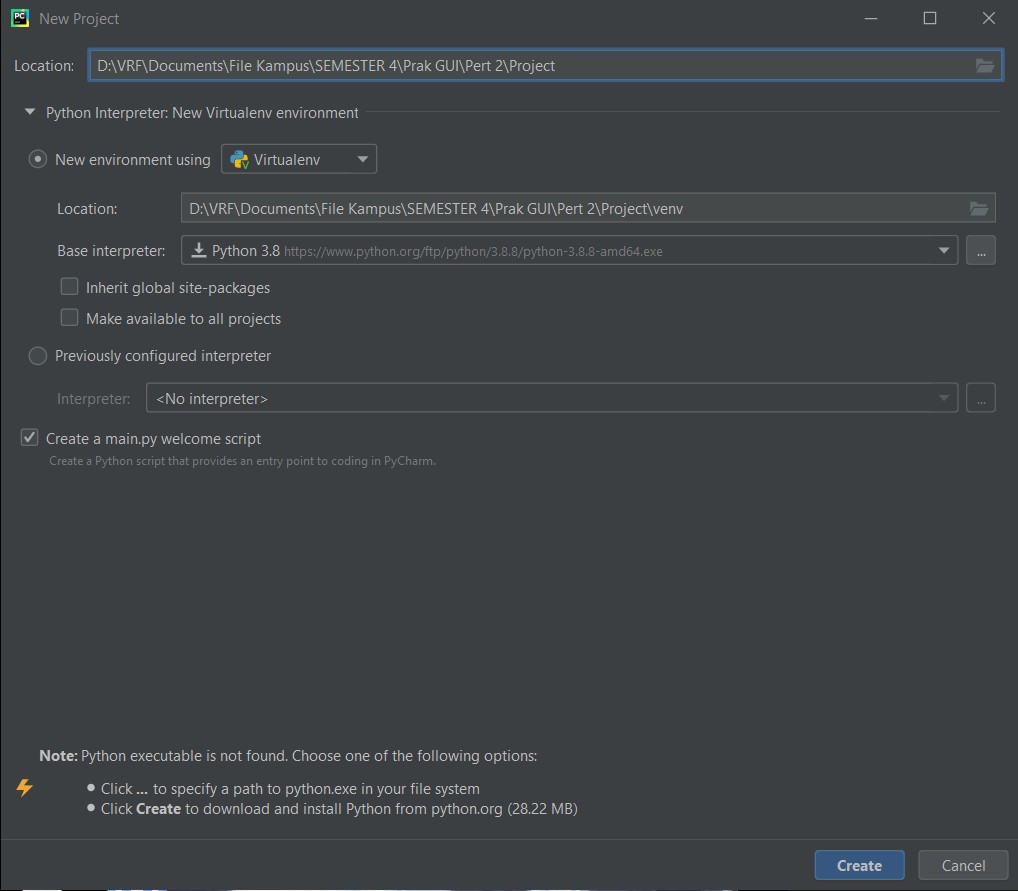 PC New Project
Location: D:\VRF\Documents\File Kampus\SEMESTER 4\Prak GUI\Pert 2\Project
Python Interpreter: New Virtualenv environment
New environment using Virtualenv
Location: D:\VRF\Documents\File Kampus\SEMESTER 4\Prak GUI\Pert 2\Project\venv
Base interpreter: Python 3.8 https://www.python.org/ftp/python/3.8.8/python-3.8.8-amd64.exe ...
Inherit global site-packages
Make available to all projects
Previously configured interpreter
Interpreter: <No interpreter> ...
Create a main.py welcome script
Create a Python script that provides an entry point to coding in PyCharm.
Note: Python executable is not found. Choose one of the following options:
• Click ... to specify a path to python.exe in your file system
• Click Create to download and install Python from python.org (28.22 MB)
Create Cancel